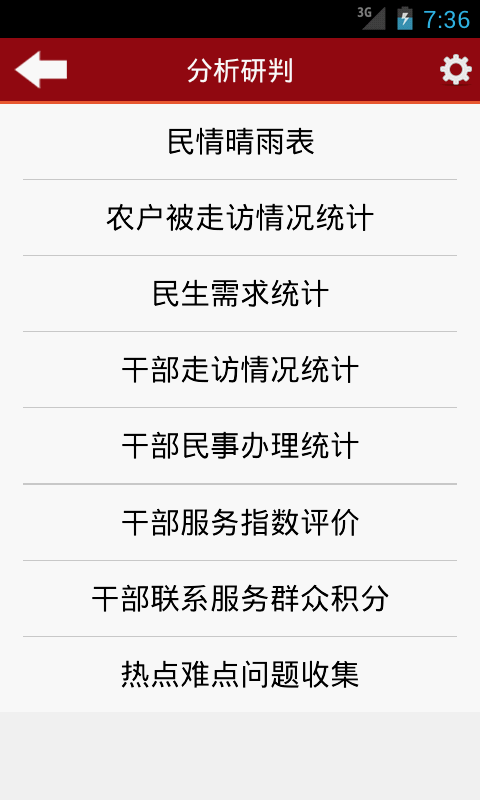 3G 7:36
分析研判
民情晴雨表
农户被走访情况统计
民生需求统计
干部走访情况统计
干部民事办理统计
干部服务指数评价
干部联系服务群众积分
热点难点问题收集